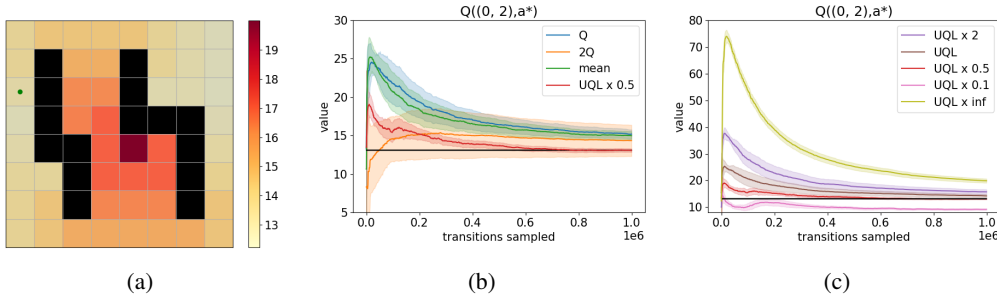 19
18
17
16
15
14
13
(a)
Q((0, 2),a*)
30
25
20
15
10
5
value
Q
2Q
mean
UQL x 0.5
0.0 0.2 0.4 0.6 0.8 1.0
transitions sampled 1e6
(b)
Q((0, 2),a*)
80
70
60
50
40
30
20
10
value
UQL x 2
UQL
UQL x 0.5
UQL x 0.1
UQL x inf
0.0 0.2 0.4 0.6 0.8 1.0
transitions sampled 1e6
(c)